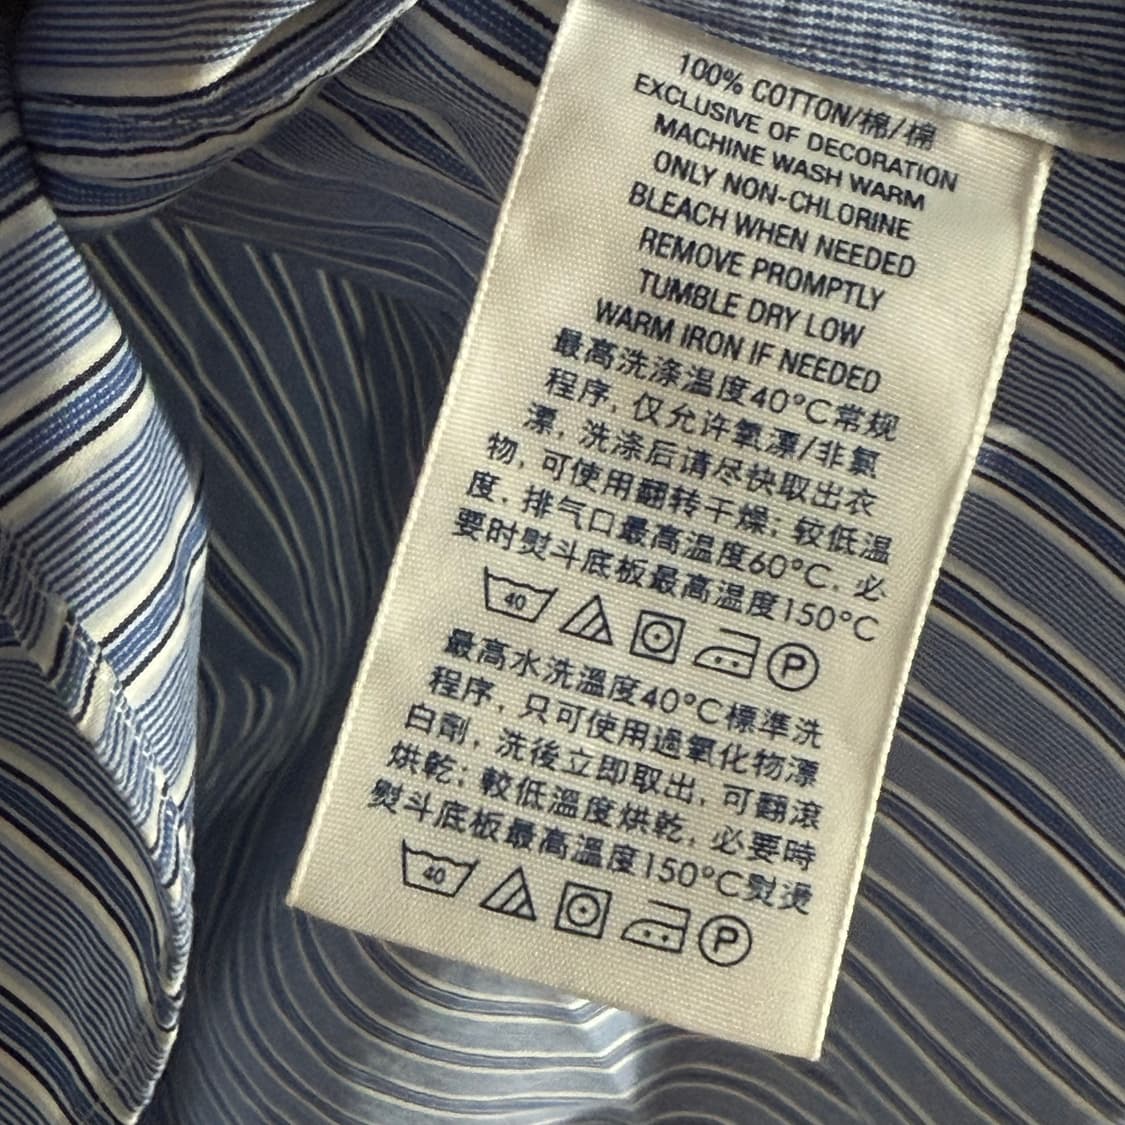 100% COTTON/棉/棉
EXCLUSIVE OF DECORATION
MACHINE WASH WARM
ONLY NON-CHLORINE
BLEACH WHEN NEEDED
REMOVE PROMPTLY
TUMBLE DRY LOW
WARM IRON IF NEEDED
最高洗涤温度40°C常规
程序, 仅允许氧漂/非氯
漂, 洗涤后请尽快取出衣
物, 可使用翻转干燥; 较低温
度, 排气口最高温度60°C. 必
要时熨斗底板最高温度150°C
40 P
最高水洗溫度40°C標準洗
程序, 只可使用過氧化物漂
白劑, 洗後立即取出, 可翻滾
烘乾; 較低溫度烘乾, 必要時
熨斗底板最高溫度150°C熨燙
40 P